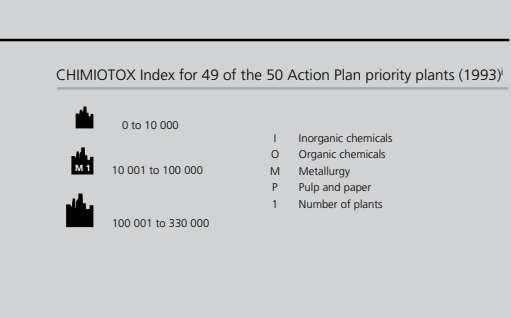 CHIMIOTOX Index for 49 of the 50 Action Plan priority plants (1993)i
0 to 10 000
M 1
10 001 to 100 000
100 001 to 330 000
I Inorganic chemicals
O Organic chemicals
M Metallurgy
P Pulp and paper
1 Number of plants